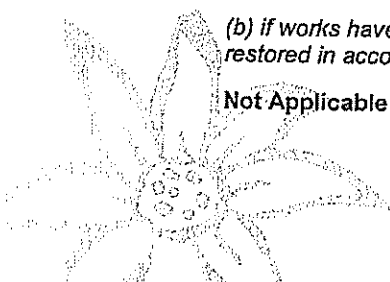 (b) if works have
restored in acco
Not Applicable